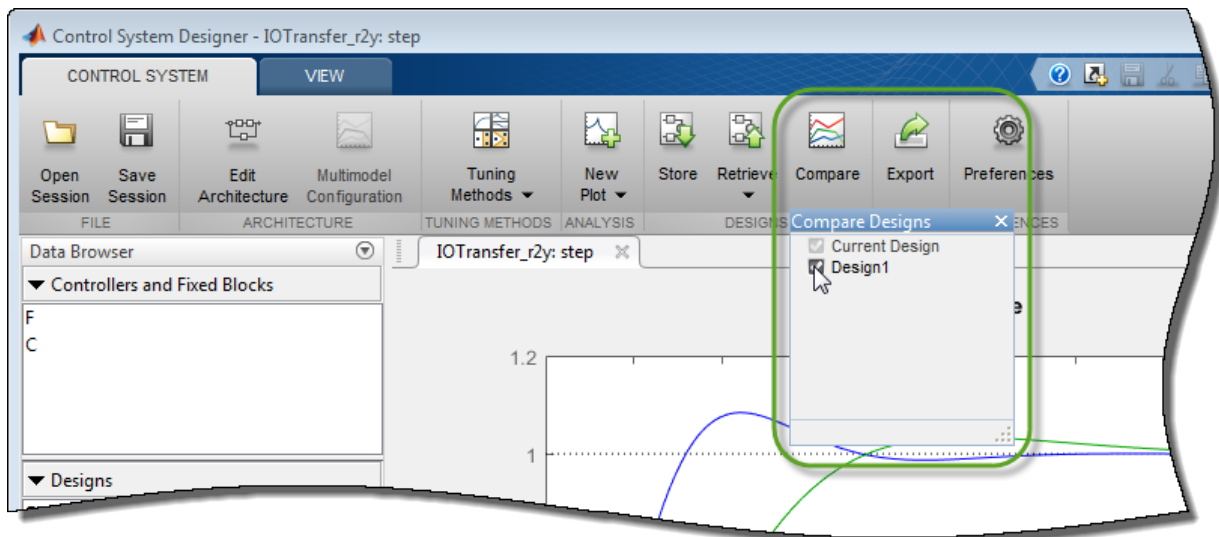 Control System Designer - IOTransfer_r2y: step
CONTROL SYSTEM VIEW
Open Session
Save Session
Edit Architecture
Multimodel Configuration
Tuning Methods
New Plot
Store
Retrieve
Compare
Export
Preferences
FILE
ARCHITECTURE
TUNING METHODS
ANALYSIS
DESIGNS
ENCES
Compare Designs
Current Design
Design1
Data Browser
IOTransfer_r2y: step
Controllers and Fixed Blocks
F
C
Designs
e
1.2
1